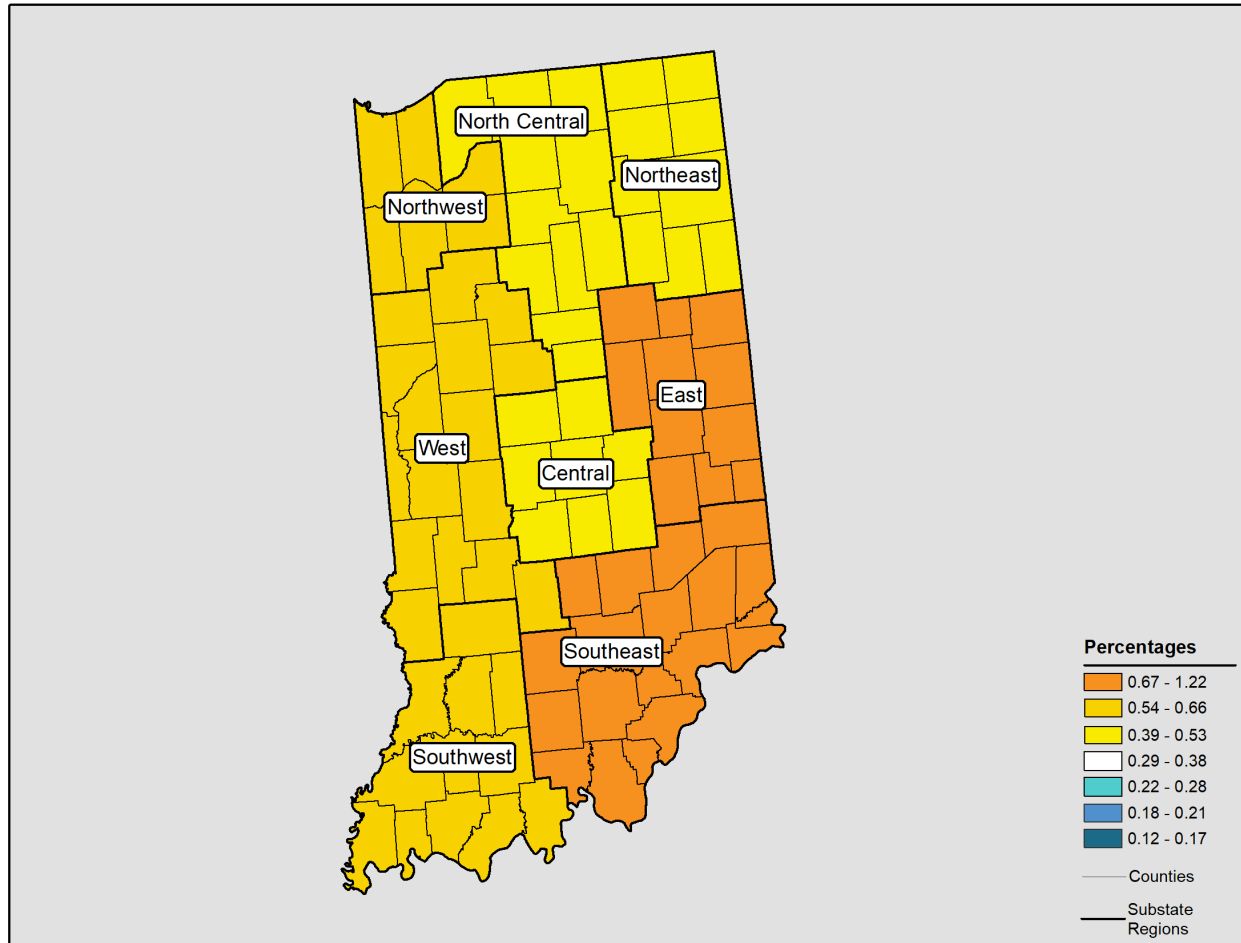 North Central
Northeast
Northwest
East
West
Central
Southeast
Southwest
Percentages
0.67 - 1.22
0.54 - 0.66
0.39 - 0.53
0.29 - 0.38
0.22 - 0.28
0.18 - 0.21
0.12 - 0.17
Counties
Substate
Regions